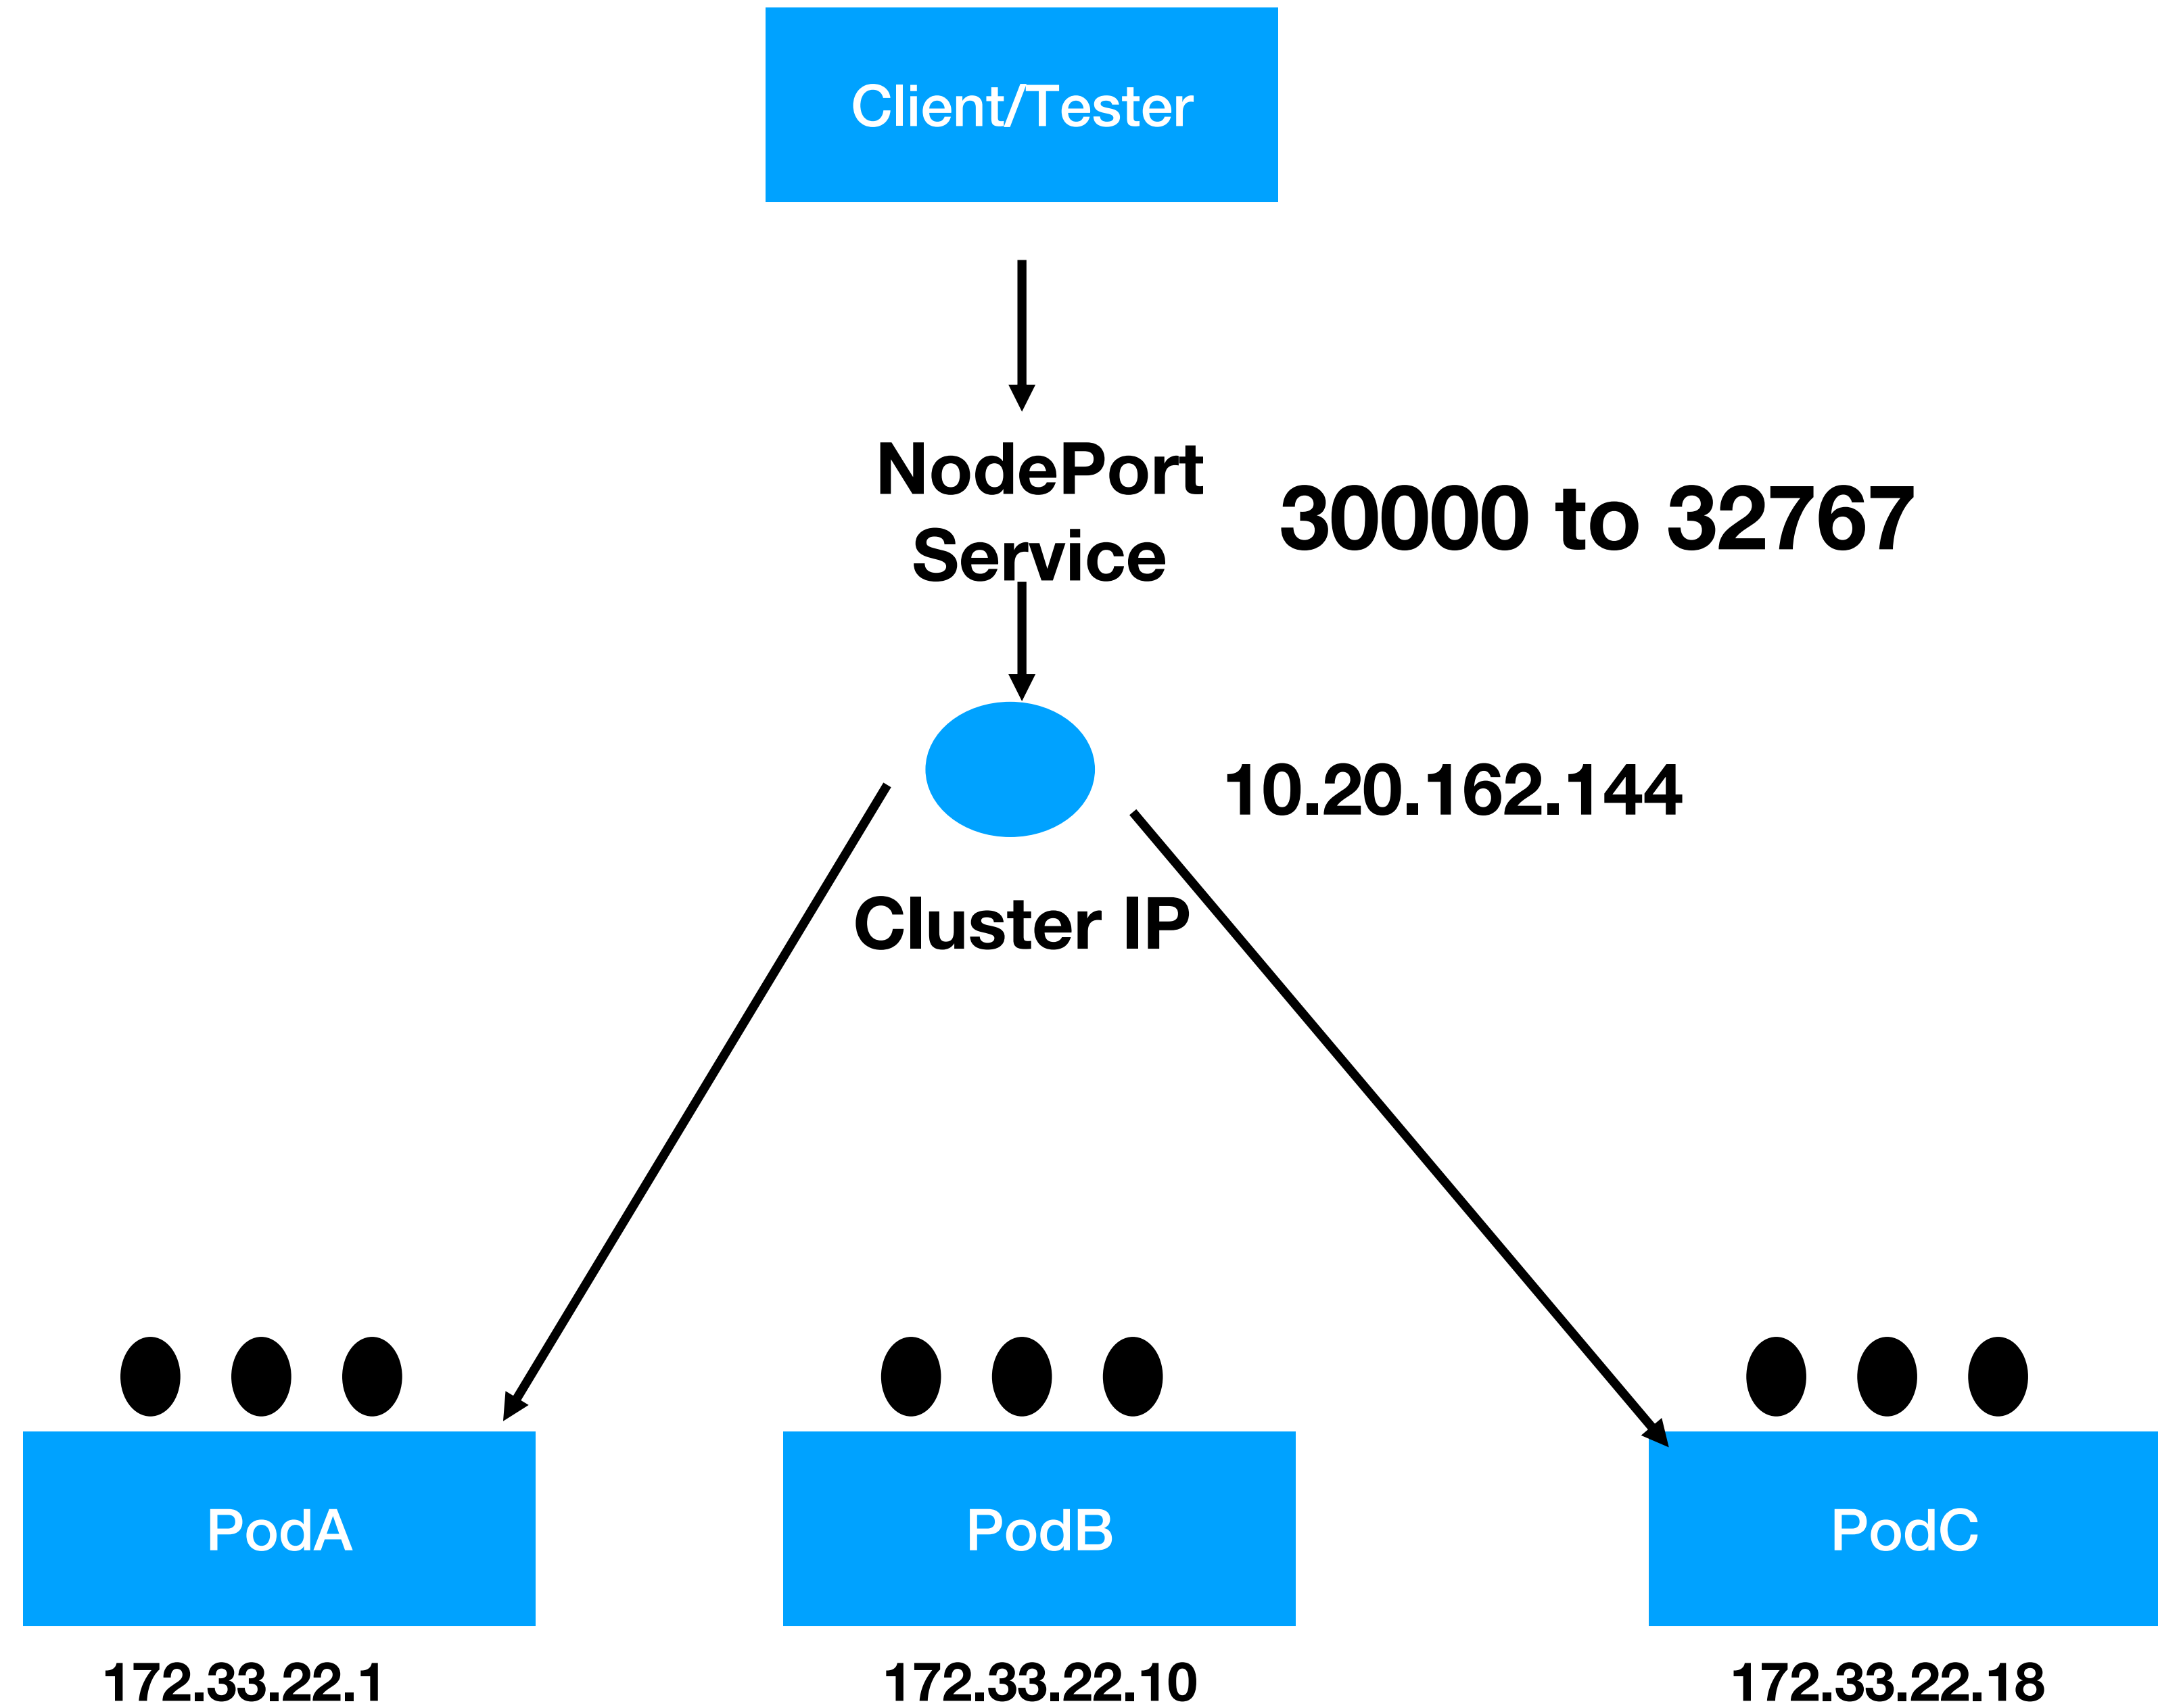 Client/Tester
NodePort
Service
30000 to 32767
10.20.162.144
Cluster IP
PodA
PodB
PodC
172.33.22.1
172.33.22.10
172.33.22.18